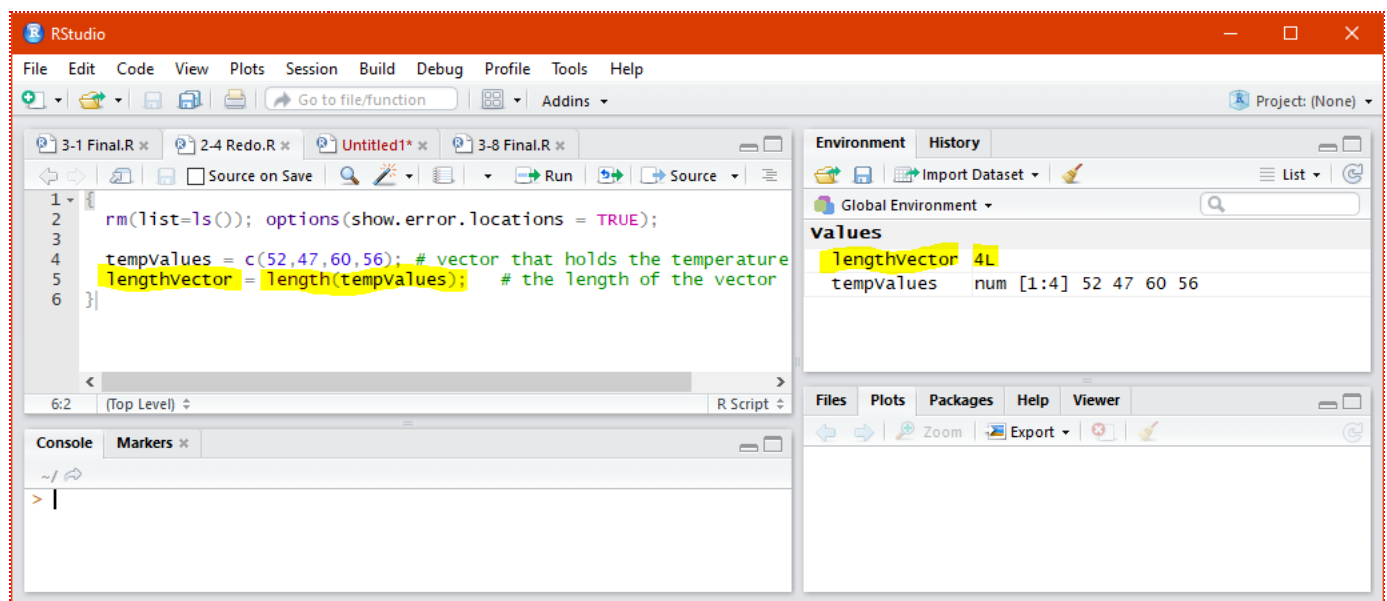 RStudio
File Edit Code View Plots Session Build Debug Profile Tools Help
Go to file/function Addins Project: (None)
3-1 Final.R 2-4 Redo.R Untitled1* 3-8 Final.R
Source on Save Run Source
1 {
2 rm(list=ls()); options(show.error.locations = TRUE);
3
4 tempValues = c(52,47,60,56); # vector that holds the temperature
5 lengthVector = length(tempValues); # the length of the vector
6 }
6:2 (Top Level) R Script
Console Markers
~/
>
Environment History
Import Dataset List
Global Environment
Values
lengthVector 4L
tempValues num [1:4] 52 47 60 56
Files Plots Packages Help Viewer
Zoom Export